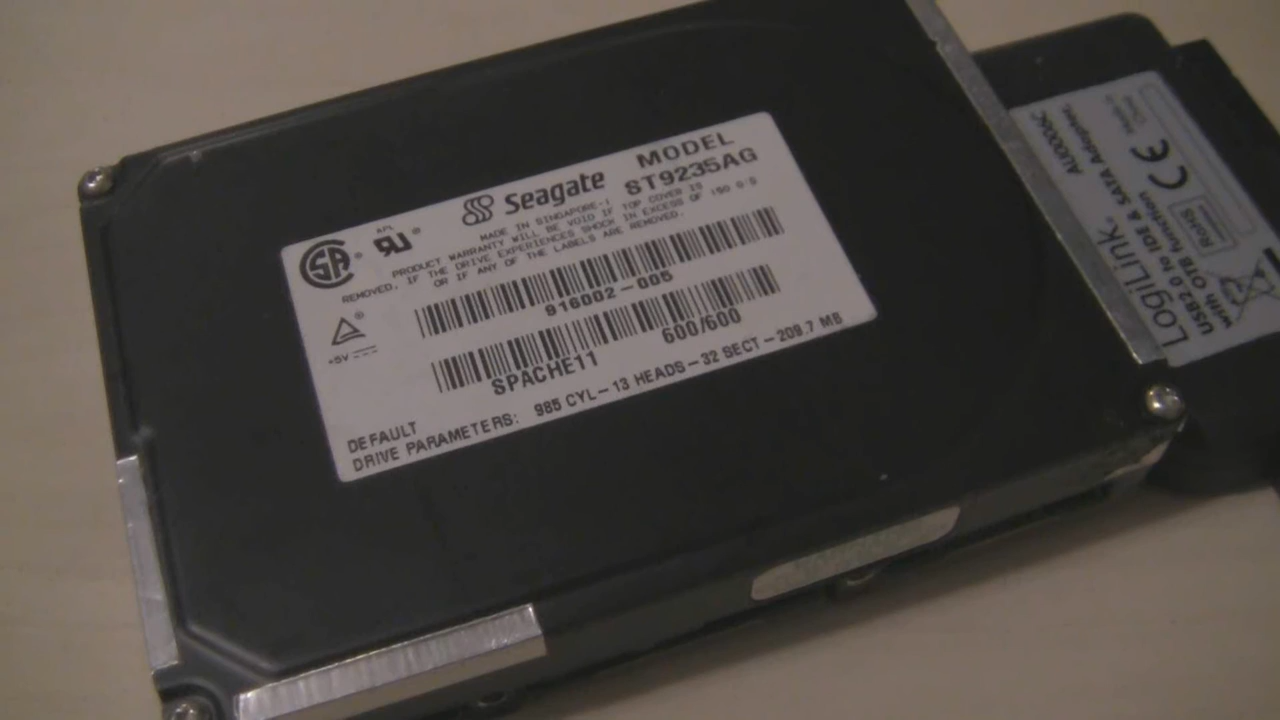 Seagate
MODEL
ST9235AG
MADE IN SINGAPORE-1
PRODUCT WARRANTY WILL BE VOID IF TOP COVER IS
REMOVED, IF THE DRIVE EXPERIENCES SHOCK IN EXCESS OF 150 G'S
OR IF ANY OF THE LABELS ARE REMOVED.
+5V
916002-005
SPACHE11 600/600
DEFAULT
DRIVE PARAMETERS: 985 CYL-13 HEADS-32 SECT-209.7 MB
LogiLink
USB2.0 to IDE & SATA Adapter,
with OTB function AU0006C
CE
RoHS